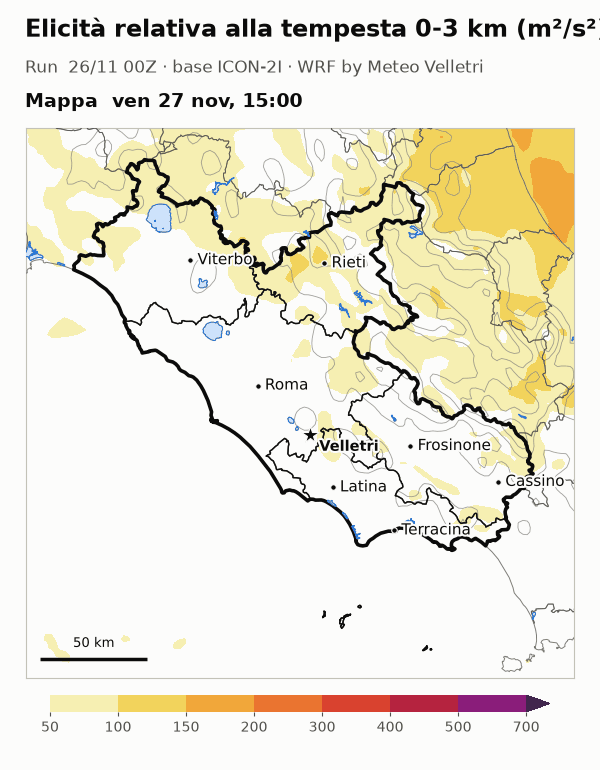 Elicità relativa alla tempesta 0-3 km (m²/s²)
Run 26/11 00Z · base ICON-2I · WRF by Meteo Velletri
Mappa ven 27 nov, 15:00
Viterbo
Rieti
Roma
Velletri
Frosinone
Latina
Cassino
Terracina
50 km
50 100 150 200 300 400 500 700